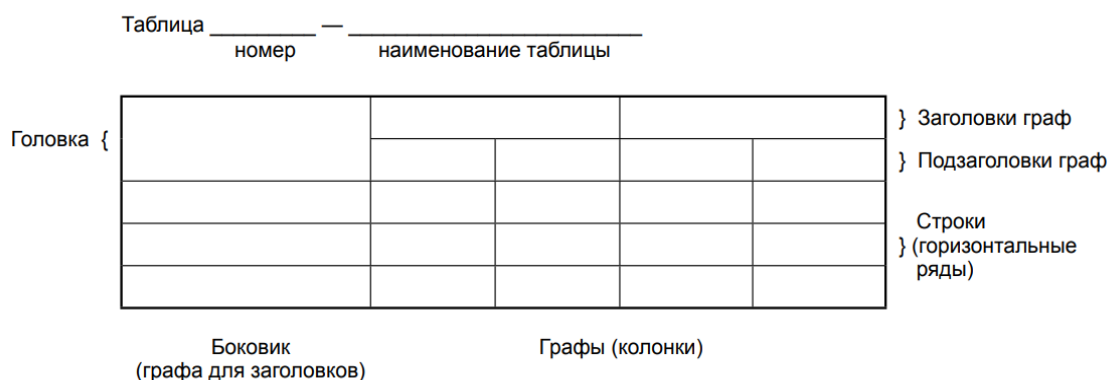 Таблица _________ — _________________________
номер наименование таблицы
} Заголовки граф
Головка {
} Подзаголовки граф
Строки
} (горизонтальные
ряды)
Боковик Графы (колонки)
(графа для заголовков)